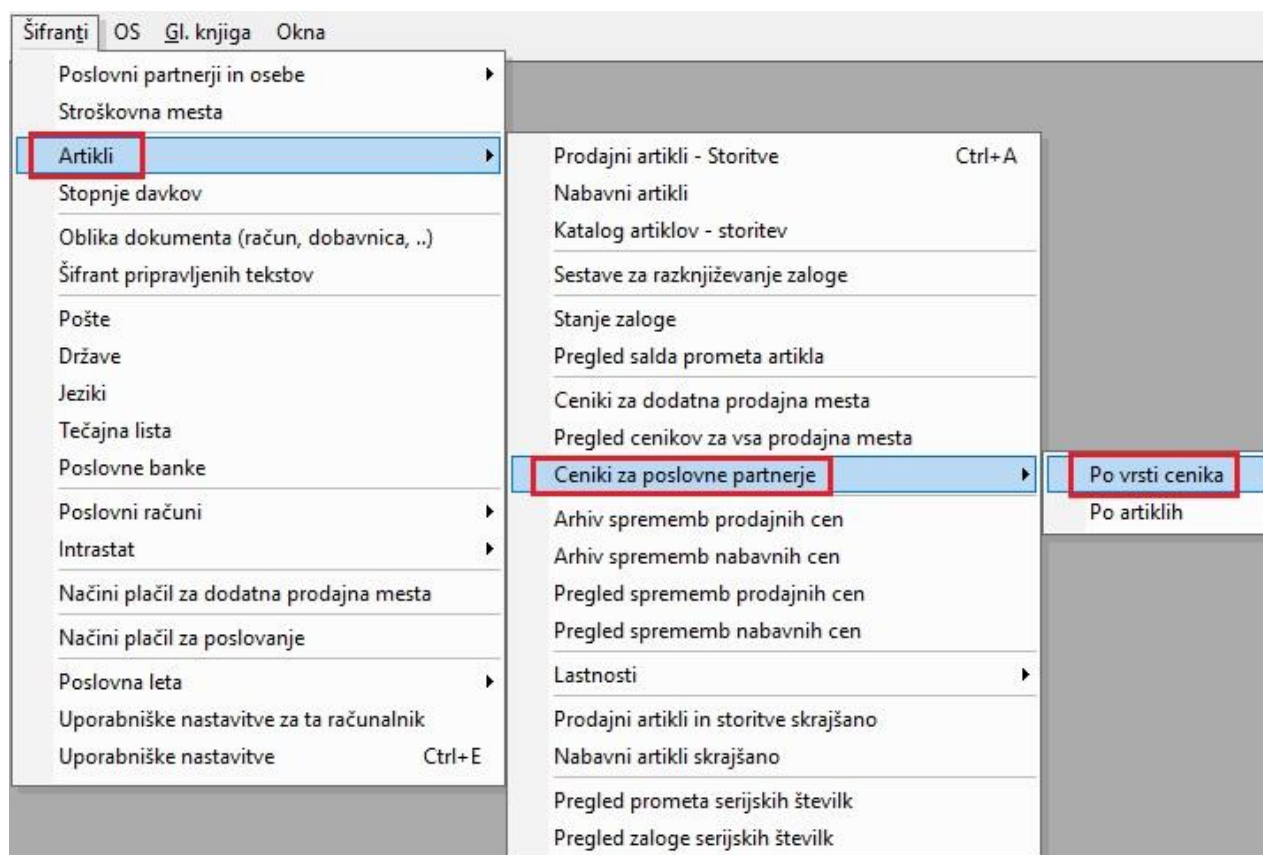 Šifranti OS Gl. knjiga Okna
Poslovni partnerji in osebe
Stroškovna mesta
Artikli
Stopnje davkov
Oblika dokumenta (račun, dobavnica, ..)
Šifrant pripravljenih tekstov
Pošte
Države
Jeziki
Tečajna lista
Poslovne banke
Poslovni računi
Intrastat
Načini plačil za dodatna prodajna mesta
Načini plačil za poslovanje
Poslovna leta
Uporabniške nastavitve za ta računalnik
Uporabniške nastavitve Ctrl+E
Prodajni artikli - Storitve Ctrl+A
Nabavni artikli
Katalog artiklov - storitev
Sestave za razknjiževanje zaloge
Stanje zaloge
Pregled salda prometa artikla
Ceniki za dodatna prodajna mesta
Pregled cenikov za vsa prodajna mesta
Ceniki za poslovne partnerje
Arhiv sprememb prodajnih cen
Arhiv sprememb nabavnih cen
Pregled sprememb prodajnih cen
Pregled sprememb nabavnih cen
Lastnosti
Prodajni artikli in storitve skrajšano
Nabavni artikli skrajšano
Pregled prometa serijskih številk
Pregled zaloge serijskih številk
Po vrsti cenika
Po artiklih